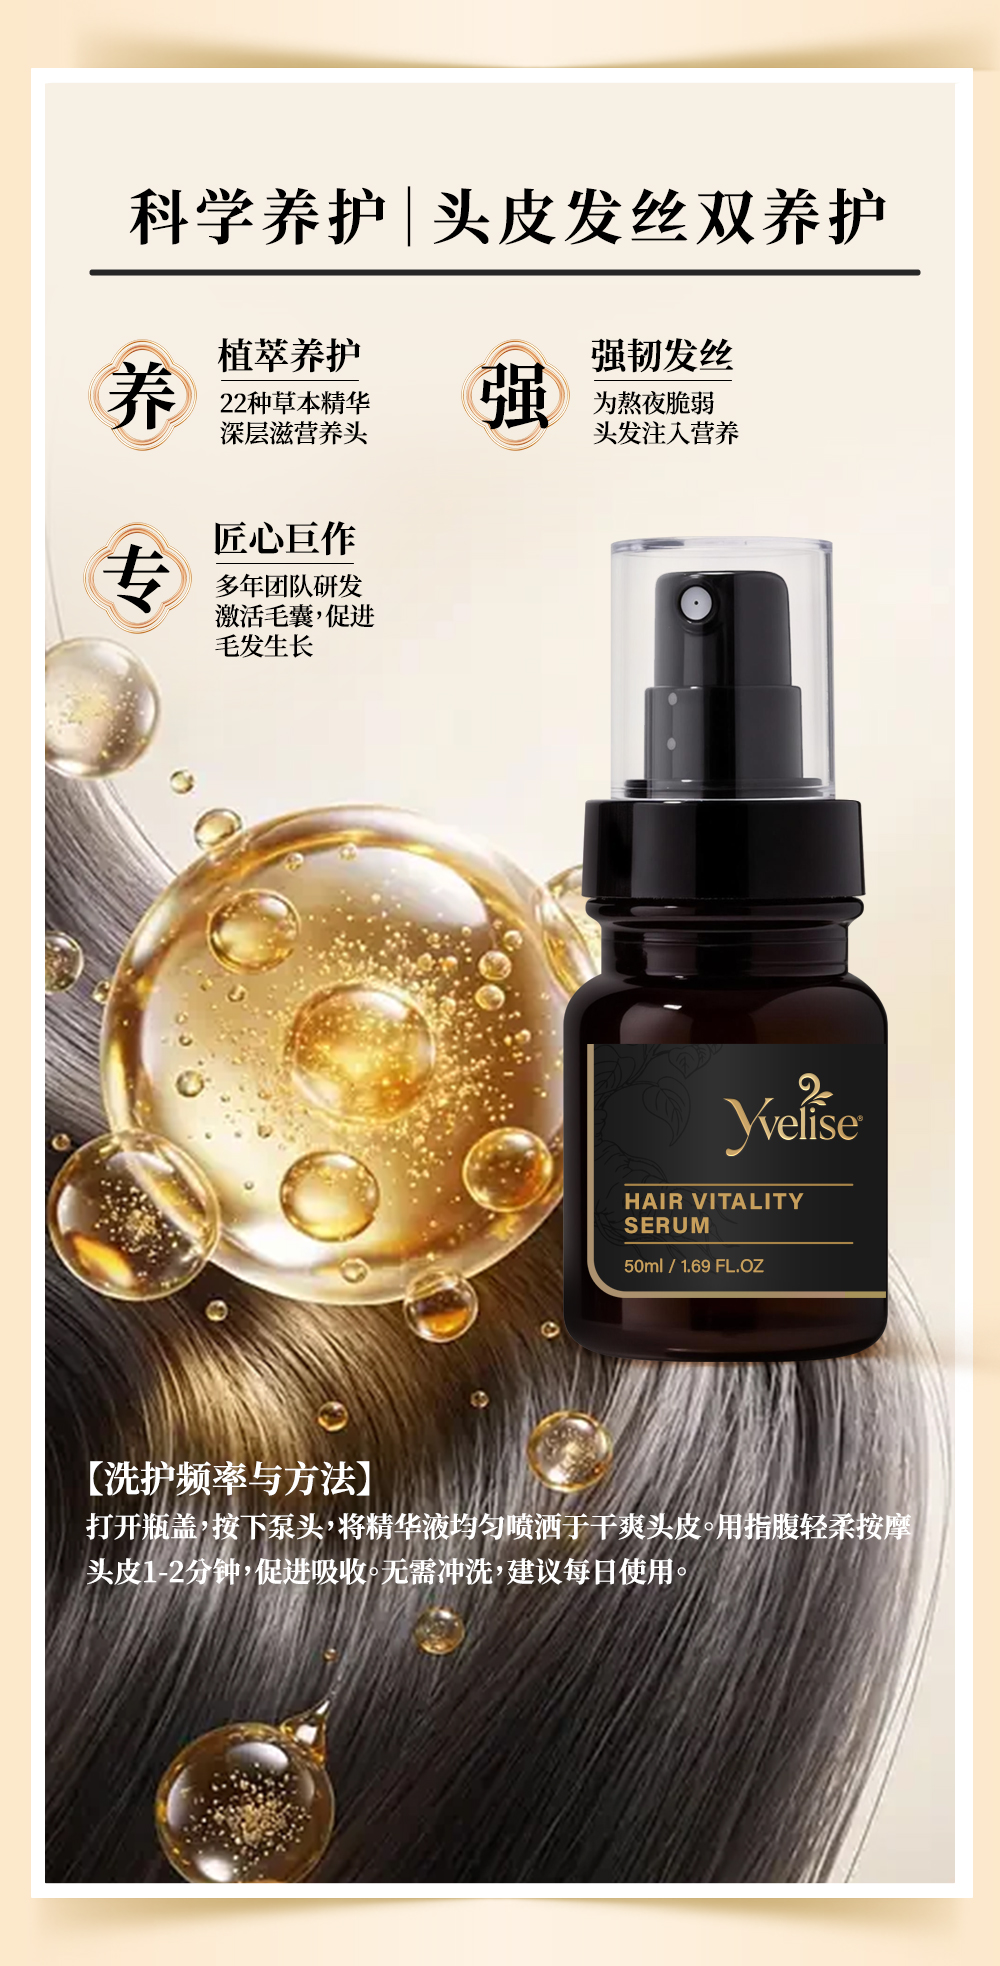 科学养护|头皮发丝双养护
养
植萃养护
22种草本精华
深层滋营养头
强
强韧发丝
为熬夜脆弱
头发注入营养
专
匠心巨作
多年团队研发
激活毛囊,促进
毛发生长
Yvelise®
HAIR VITALITY
SERUM
50ml / 1.69 FL.OZ
【洗护频率与方法】
打开瓶盖,按下泵头,将精华液均匀喷洒于干爽头皮。用指腹轻柔按摩
头皮1-2分钟,促进吸收。无需冲洗,建议每日使用。